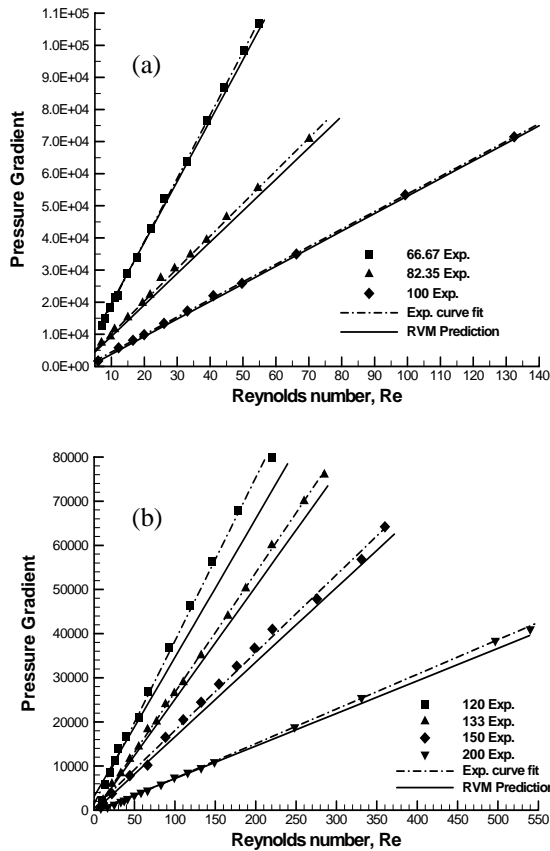 (a)
Pressure Gradient
1.1E+05
1.0E+05
9.0E+04
8.0E+04
7.0E+04
6.0E+04
5.0E+04
4.0E+04
3.0E+04
2.0E+04
1.0E+04
0.0E+00
66.67 Exp.
82.35 Exp.
100 Exp.
Exp. curve fit
RVM Prediction
10 20 30 40 50 60 70 80 90 100 110 120 130 140
Reynolds number, Re
(b)
Pressure Gradient
80000
70000
60000
50000
40000
30000
20000
10000
0
120 Exp.
133 Exp.
150 Exp.
200 Exp.
Exp. curve fit
RVM Prediction
0 50 100 150 200 250 300 350 400 450 500 550
Reynolds number, Re